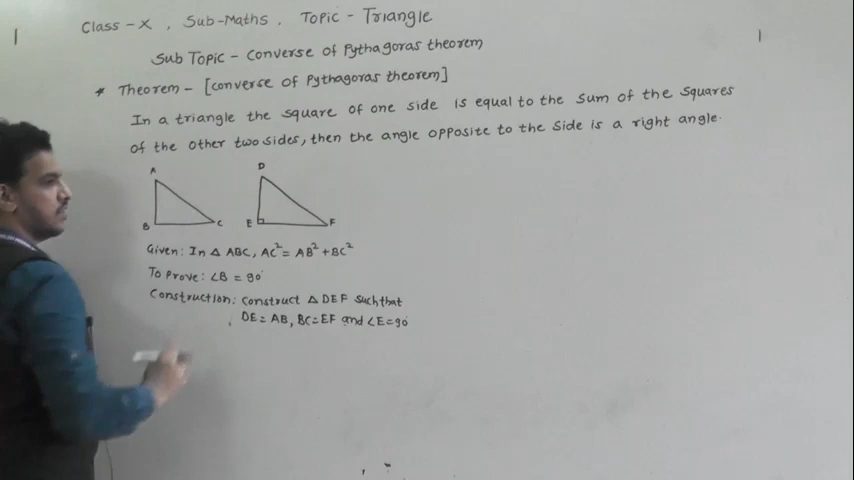 Class-X, Sub-Maths. Topic-Triangle
Sub Topic - converse of Pythagoras theorem
* Theorem - [converse of Pythagoras theorem]
In a triangle the square of one side is equal to the sum of the squares
of the other two sides, then the angle opposite to the side is a right angle.
A
D
B
C
E
F
Given: In △ ABC, AC² = AB² + BC²
To prove: ∠B = 90°
Construction: construct △ DEF such that
DE = AB, BC = EF and ∠E = 90